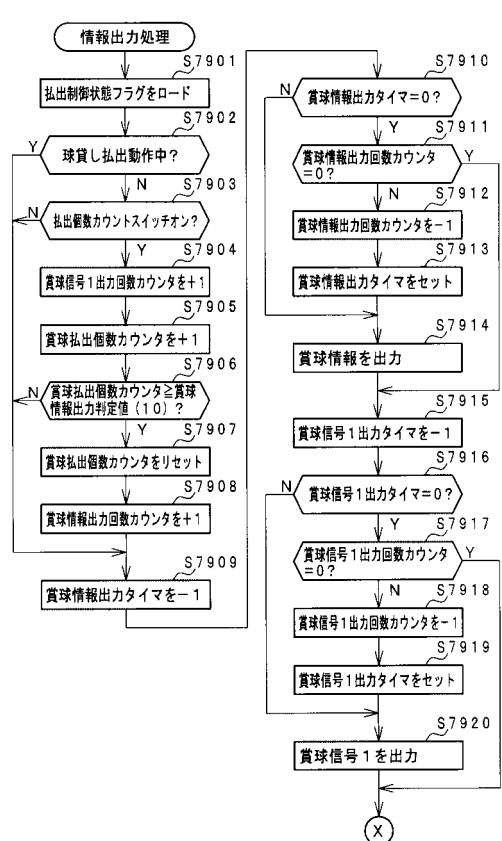 情報出力処理
S7901
払出制御状態フラグをロード
S7902
球貸し払出動作中?
Y
N
S7903
払出個数カウントスイッチオン?
N
Y
S7904
賞球信号1出力回数カウンタを+1
S7905
賞球払出個数カウンタを+1
S7906
賞球払出個数カウンタ≧賞球
情報出力判定値(10)?
N
Y
S7907
賞球払出個数カウンタをリセット
S7908
賞球情報出力回数カウンタを+1
S7909
賞球情報出力タイマを-1
S7910
賞球情報出力タイマ=0?
N
Y
S7911
賞球情報出力回数カウンタ
=0?
Y
N
S7912
賞球情報出力回数カウンタを-1
S7913
賞球情報出力タイマをセット
S7914
賞球情報を出力
S7915
賞球信号1出力タイマを-1
S7916
賞球信号1出力タイマ=0?
N
Y
S7917
賞球信号1出力回数カウンタ
=0?
Y
N
S7918
賞球信号1出力回数カウンタを-1
S7919
賞球信号1出力タイマをセット
S7920
賞球信号1を出力
X